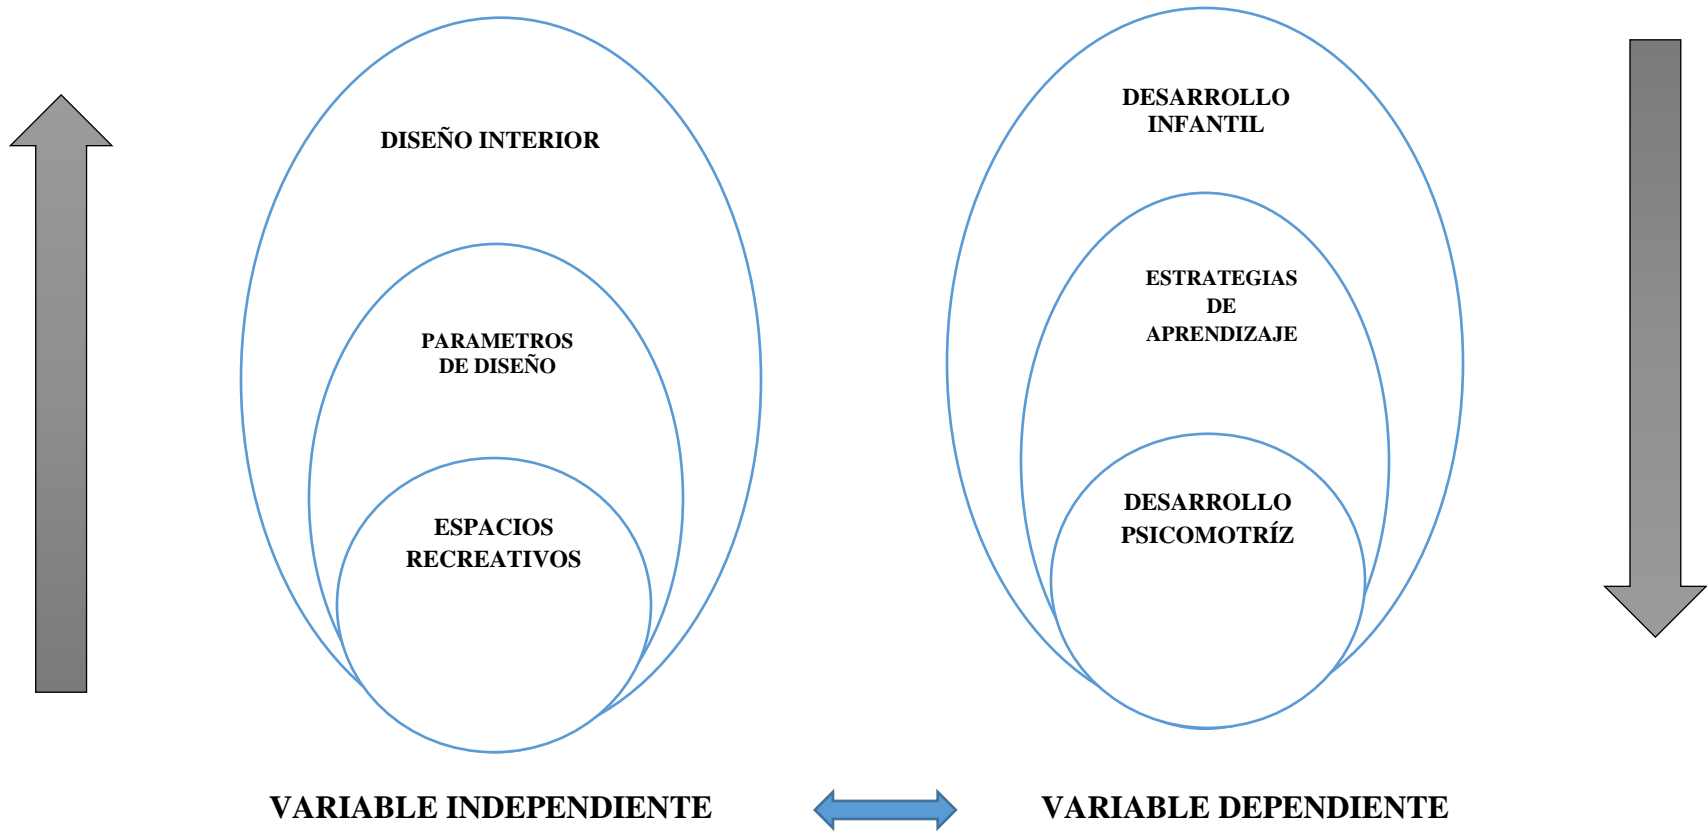 DISEÑO INTERIOR
PARAMETROS
DE DISEÑO
ESPACIOS
RECREATIVOS
DESARROLLO
INFANTIL
ESTRATEGIAS
DE
APRENDIZAJE
DESARROLLO
PSICOMOTRÍZ
VARIABLE INDEPENDIENTE
VARIABLE DEPENDIENTE